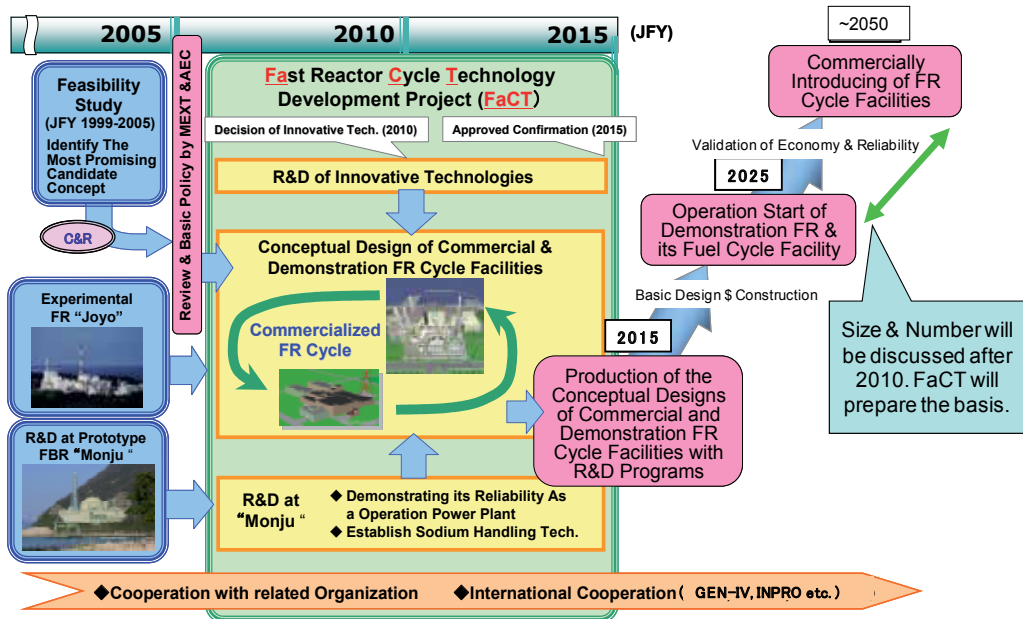 2005
2010
2015
(JFY)
Feasibility
Study
(JFY 1999-2005)
Identify The
Most Promising
Candidate
Concept
C&R
Review & Basic Policy by MEXT &AEC
Experimental
FR “Joyo”
R&D at Prototype
FBR “Monju “
Fast Reactor Cycle Technology
Development Project (FaCT)
Decision of Innovative Tech. (2010)
Approved Confirmation (2015)
R&D of Innovative Technologies
Conceptual Design of Commercial &
Demonstration FR Cycle Facilities
Commercialized
FR Cycle
R&D at
“Monju “
◆ Demonstrating its Reliability As
a Operation Power Plant
◆ Establish Sodium Handling Tech.
2015
Production of the
Conceptual Designs
of Commercial and
Demonstration FR
Cycle Facilities with
R&D Programs
Basic Design $ Construction
2025
Operation Start of
Demonstration FR &
its Fuel Cycle Facility
Validation of Economy & Reliability
~2050
Commercially
Introducing of FR
Cycle Facilities
Size & Number will
be discussed after
2010. FaCT will
prepare the basis.
◆Cooperation with related Organization
◆International Cooperation( GEN-IV, INPRO etc.)